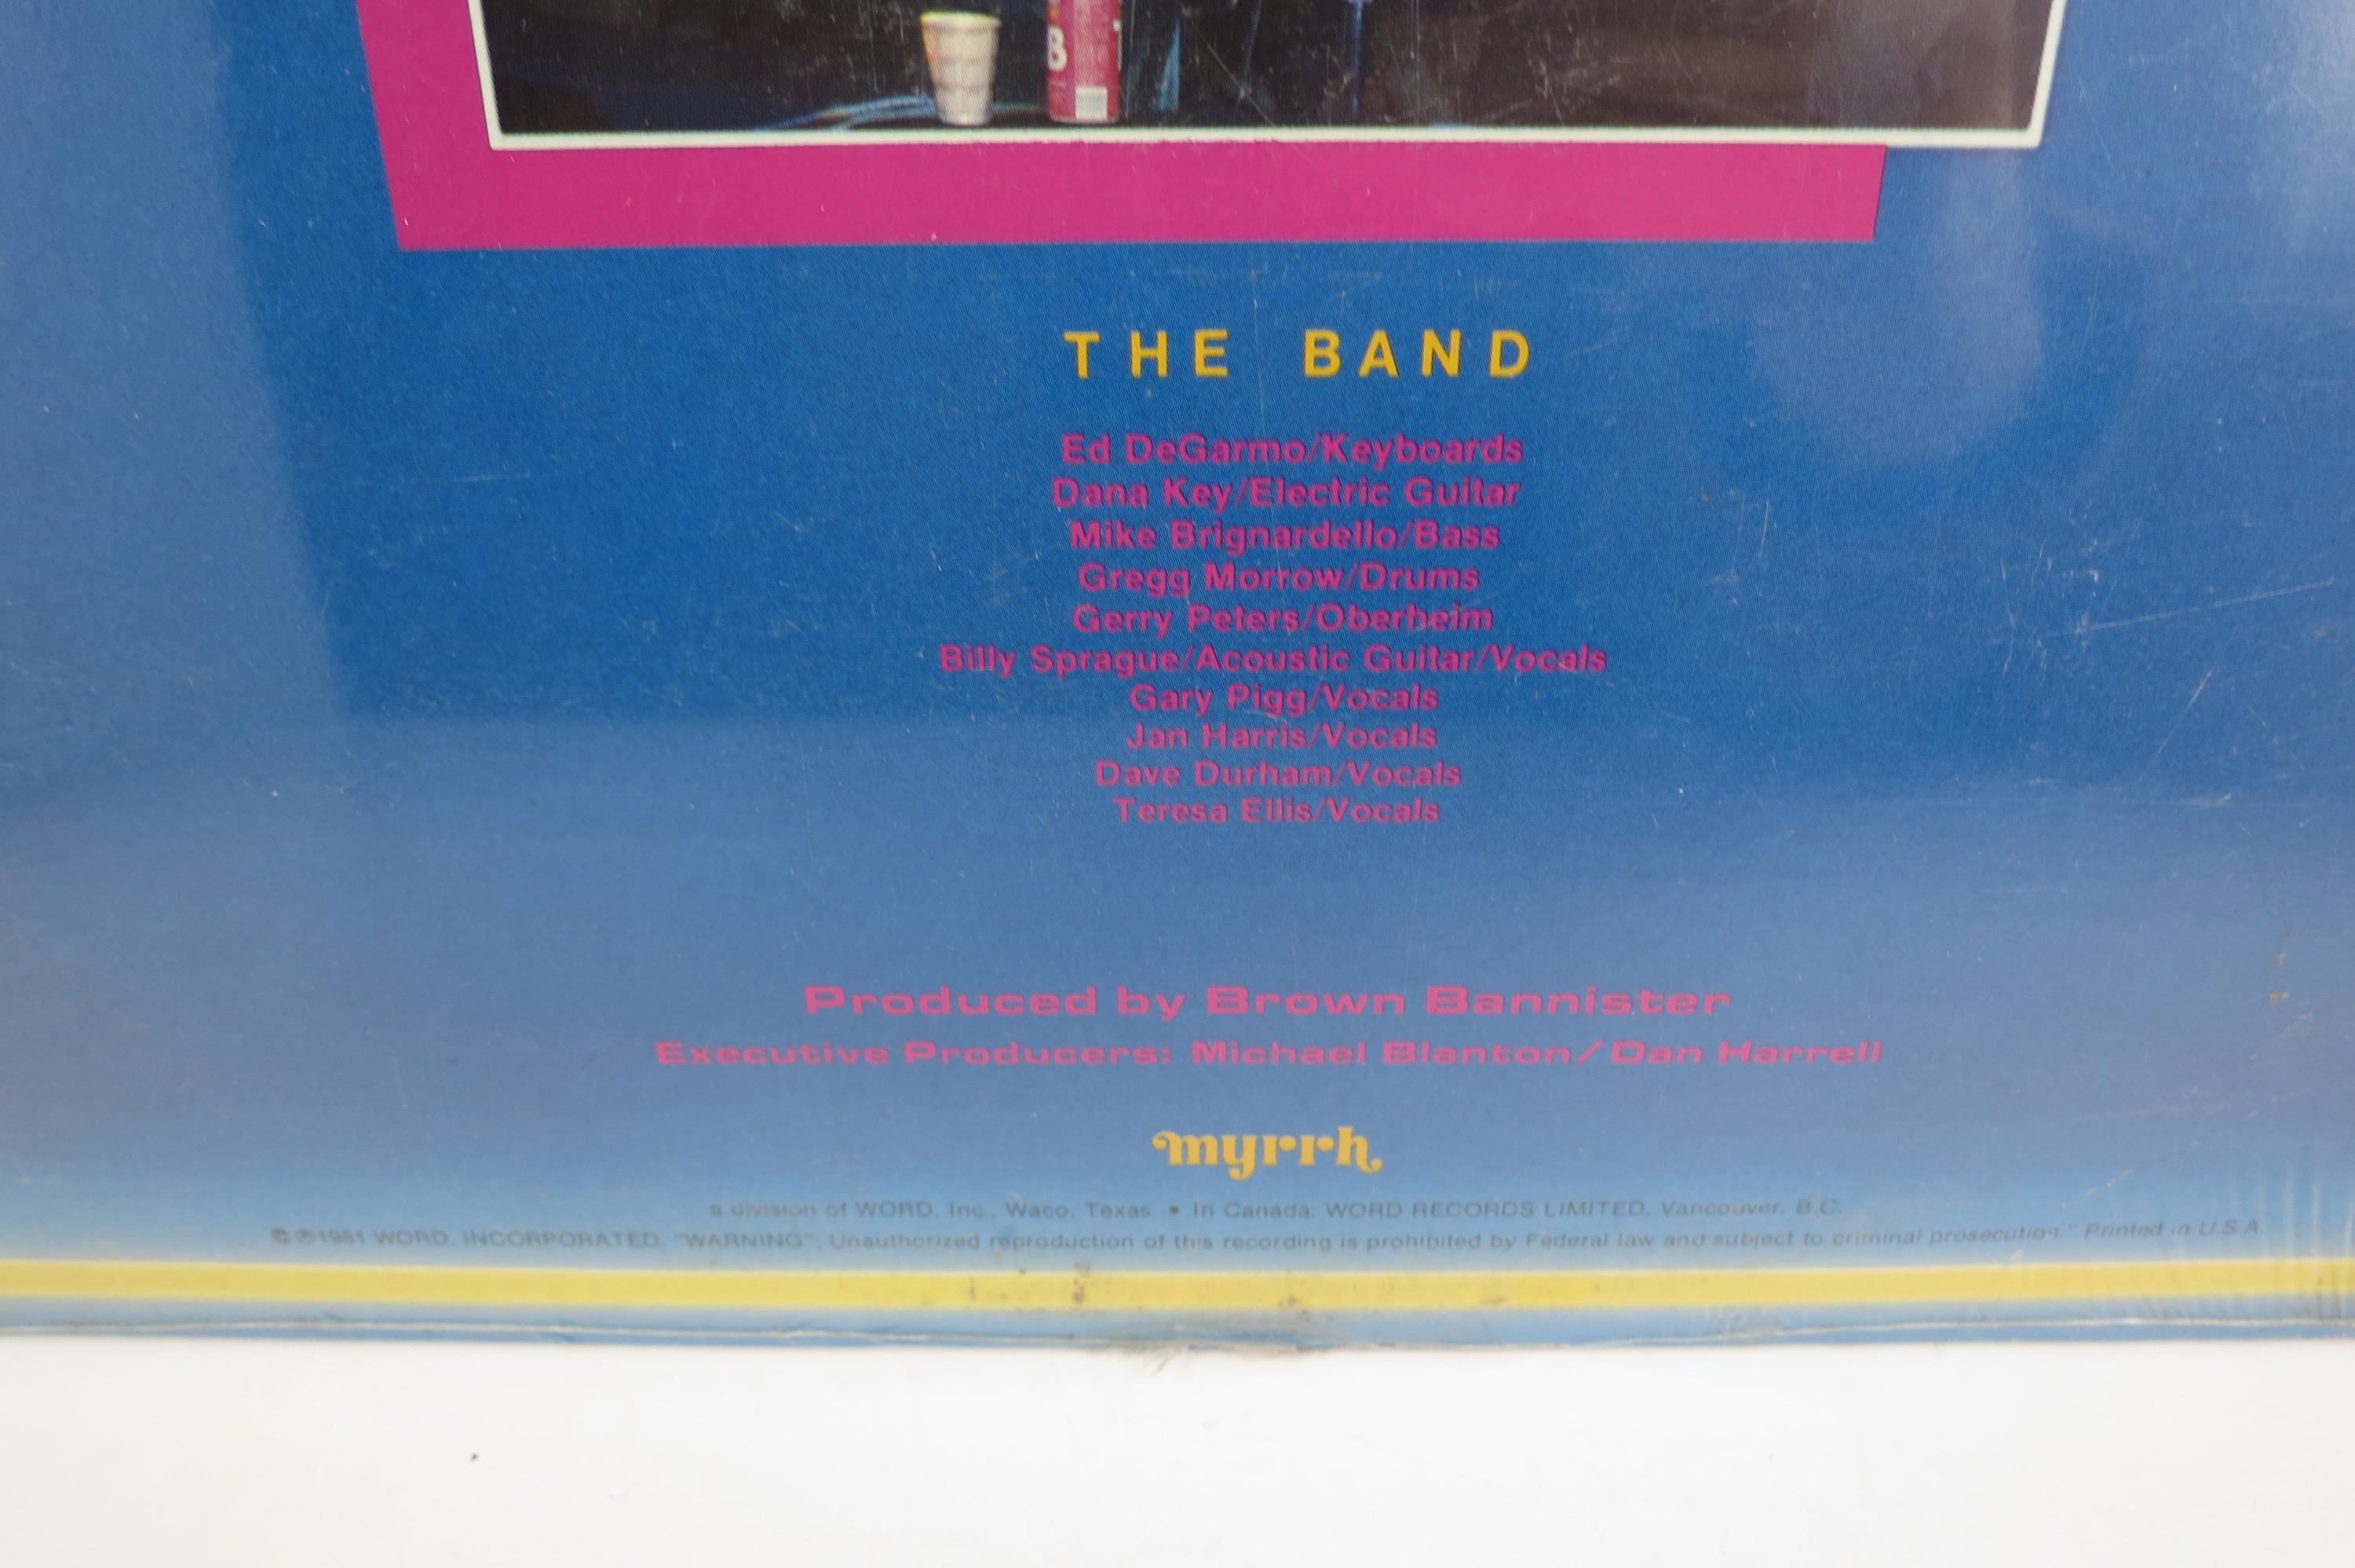 B
THE BAND
Ed DeGarmo/Keyboards
Dana Key/Electric Guitar
Mike Brignardello/Bass
Gregg Morrow/Drums
Gerry Peters/Oberheim
Billy Sprague/Acoustic Guitar/Vocals
Gary Pigg/Vocals
Jan Harris/Vocals
Dave Durham/Vocals
Teresa Ellis/Vocals
Produced by Brown Bannister
Executive Producers: Michael Blanton/Dan Harrell
myrrh
a division of WORD, Inc., Waco, Texas • In Canada: WORD RECORDS LIMITED, Vancouver, B.C.
©℗1981 WORD, INCORPORATED. "WARNING": Unauthorized reproduction of this recording is prohibited by Federal law and subject to criminal prosecution." Printed in U.S.A.